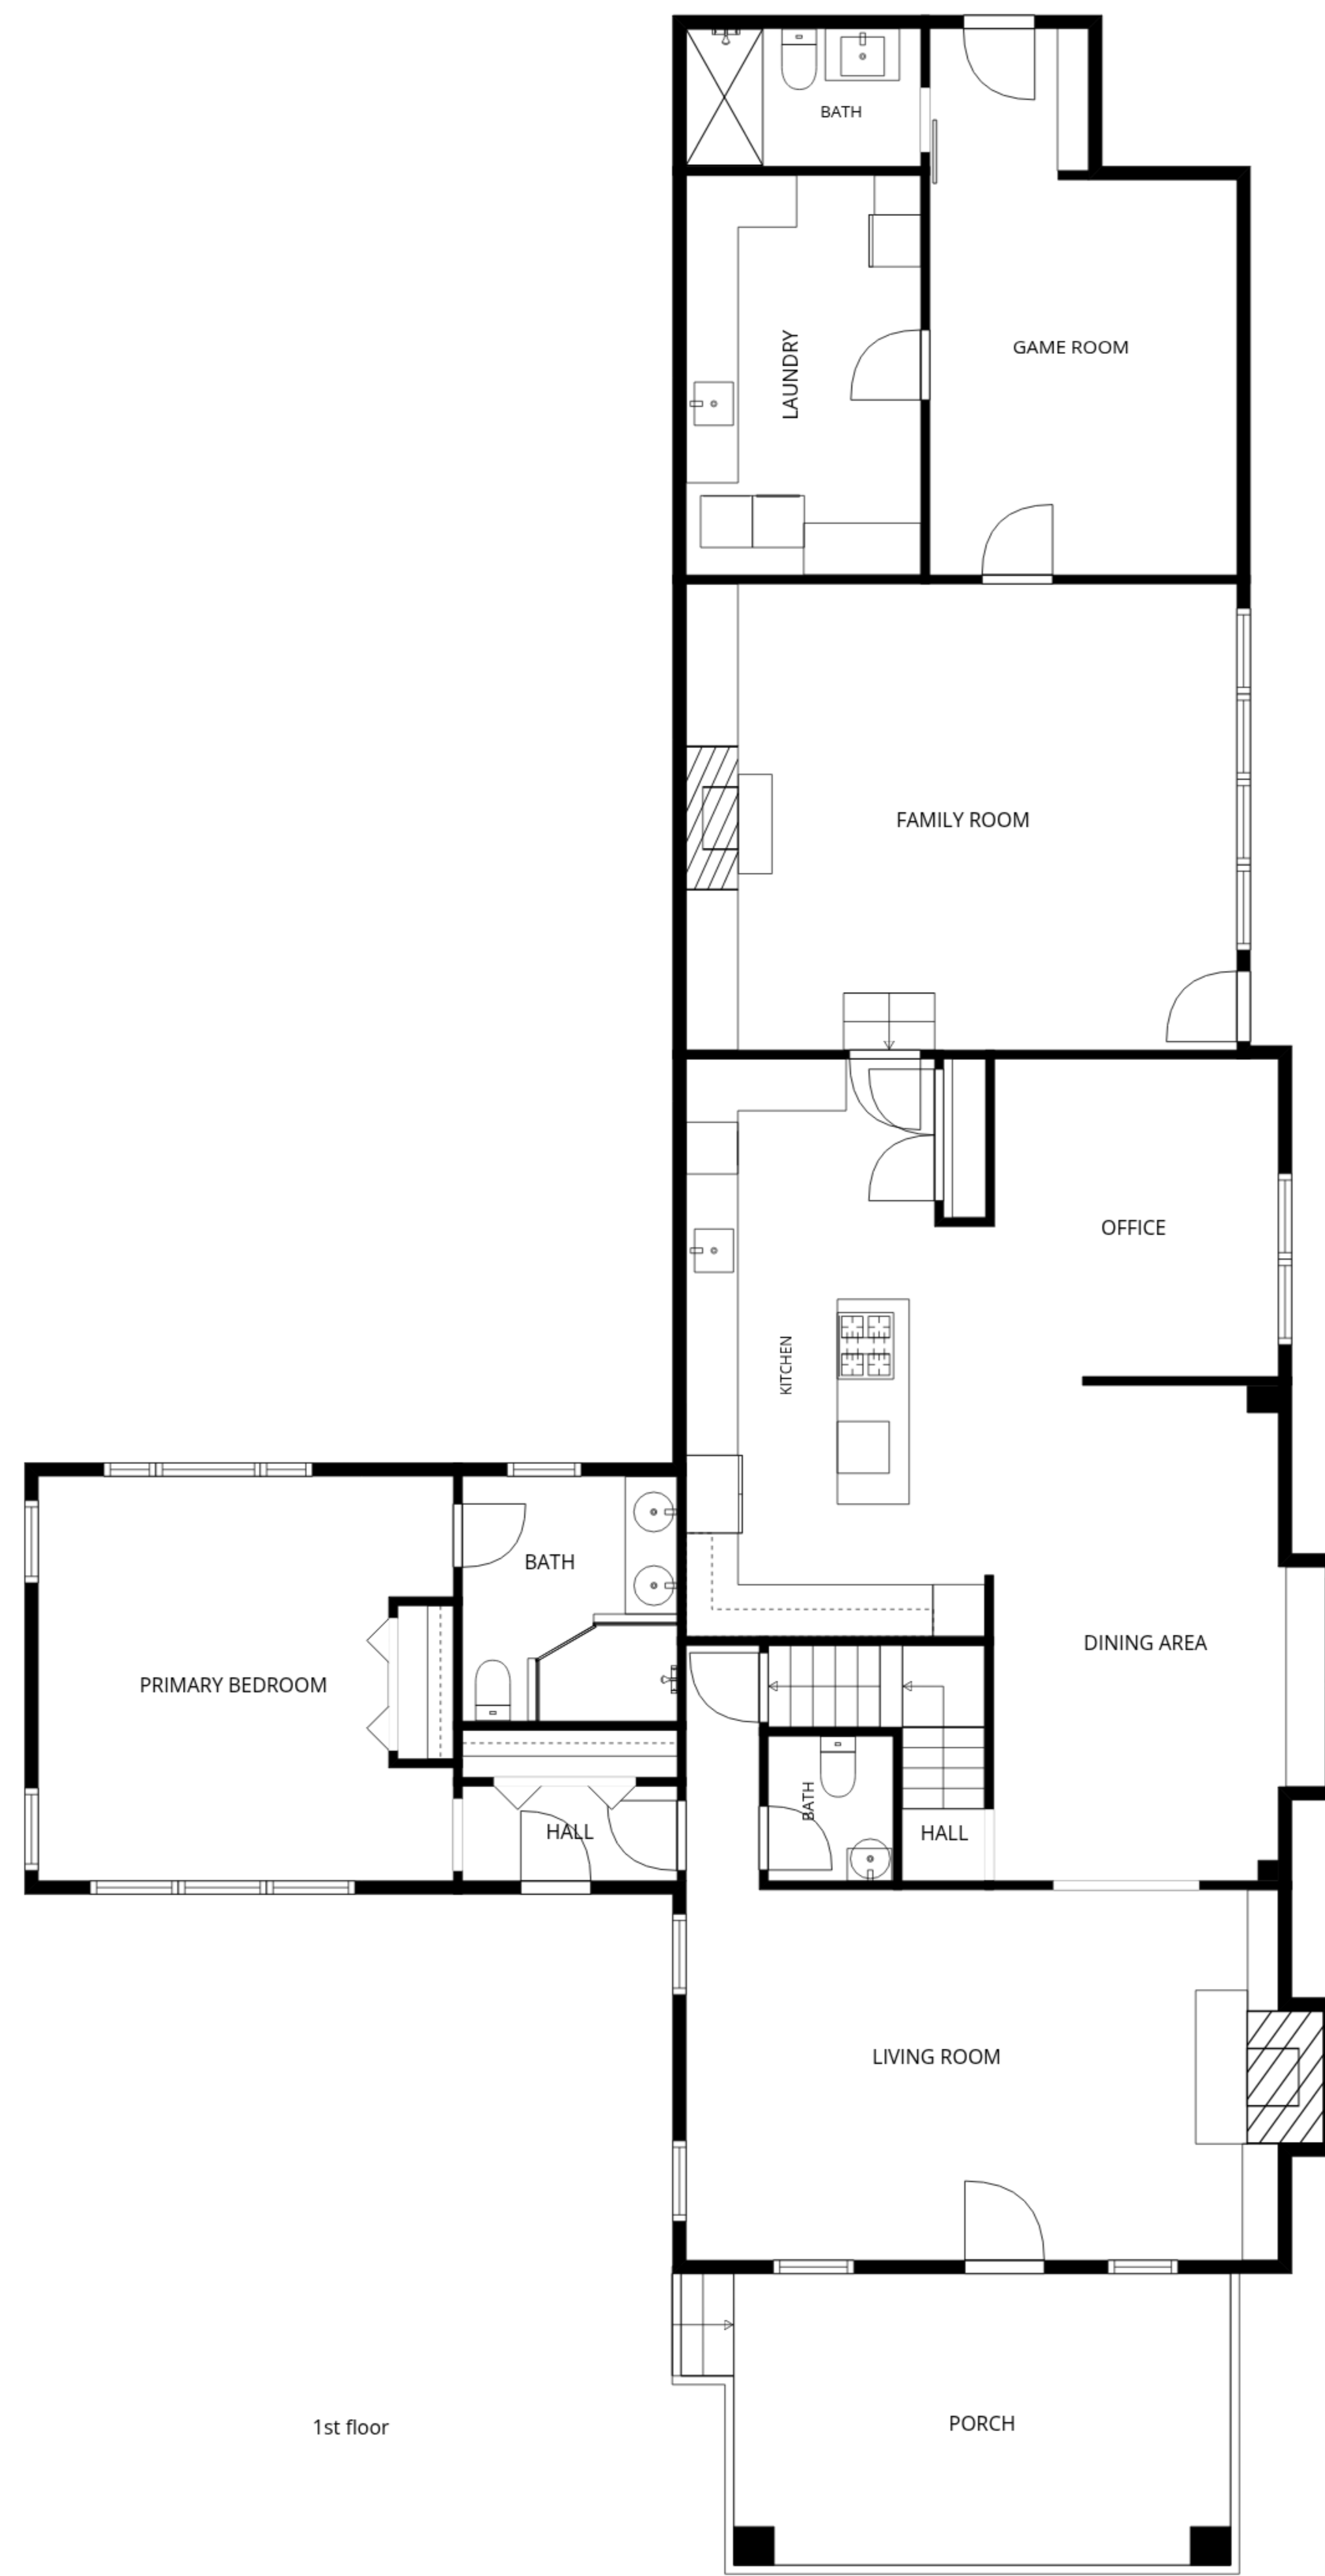 BATH
LAUNDRY
GAME ROOM
FAMILY ROOM
OFFICE
KITCHEN
BATH
DINING AREA
PRIMARY BEDROOM
BATH
HALL
HALL
LIVING ROOM
PORCH
1st floor